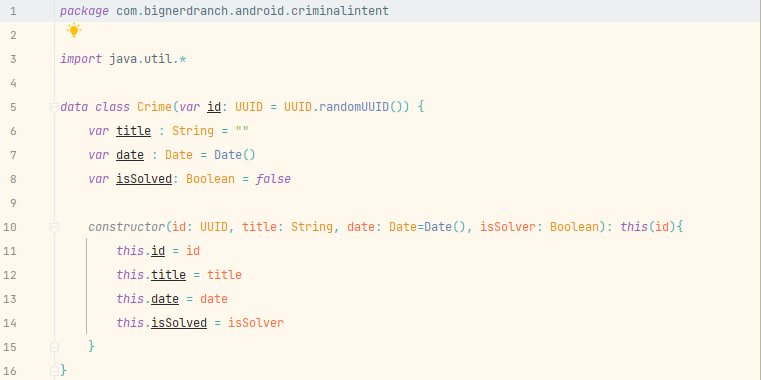 1 package com.bignerdranch.android.criminalintent
2
3 import java.util.*
4
5 data class Crime(var id: UUID = UUID.randomUUID()) {
6 var title : String = ""
7 var date : Date = Date()
8 var isSolved: Boolean = false
9
10 constructor(id: UUID, title: String, date: Date=Date(), isSolver: Boolean): this(id){
11 this.id = id
12 this.title = title
13 this.date = date
14 this.isSolved = isSolver
15 }
16 }